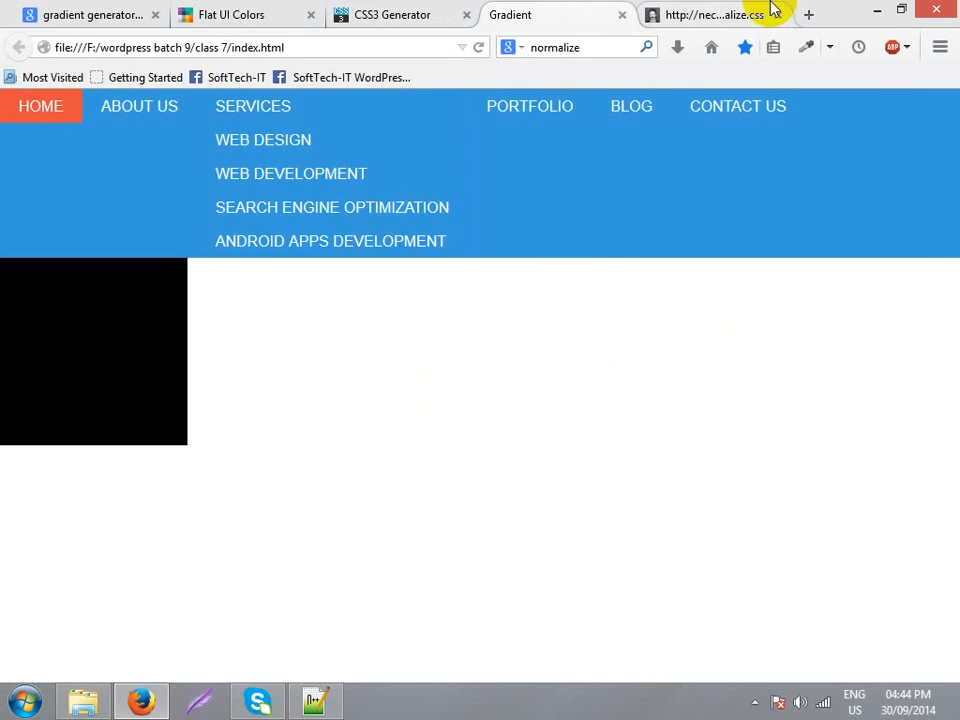 gradient generator...
Flat UI Colors
CSS3 Generator
Gradient
http://nec...alize.css
file:///F:/wordpress batch 9/class 7/index.html
normalize
Most Visited
Getting Started
SoftTech-IT
SoftTech-IT WordPres...
HOME
ABOUT US
SERVICES
PORTFOLIO
BLOG
CONTACT US
WEB DESIGN
WEB DEVELOPMENT
SEARCH ENGINE OPTIMIZATION
ANDROID APPS DEVELOPMENT
ENG
04:44 PM
US
30/09/2014